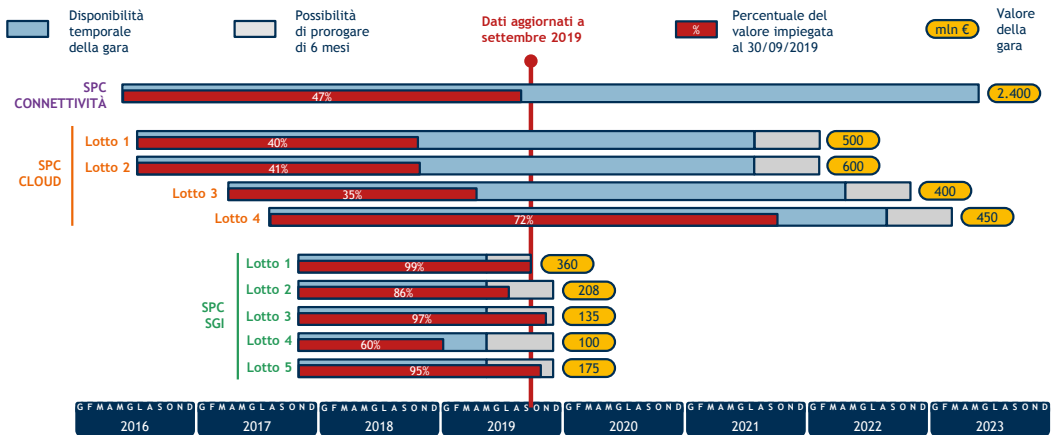 Disponibilità
temporale
della gara
Possibilità
di prorogare
di 6 mesi
Dati aggiornati a
settembre 2019
%
Percentuale del
valore impiegata
al 30/09/2019
mln €
Valore
della
gara
SPC
CONNETTIVITÀ
47%
2.400
SPC
CLOUD
Lotto 1
40%
500
Lotto 2
41%
600
Lotto 3
35%
400
Lotto 4
72%
450
SPC
SGI
Lotto 1
99%
360
Lotto 2
86%
208
Lotto 3
97%
135
Lotto 4
60%
100
Lotto 5
95%
175
G F M A M G L A S O N D G F M A M G L A S O N D G F M A M G L A S O N D G F M A M G L A S O N D G F M A M G L A S O N D G F M A M G L A S O N D G F M A M G L A S O N D G F M A M G L A S O N D
2016 2017 2018 2019 2020 2021 2022 2023